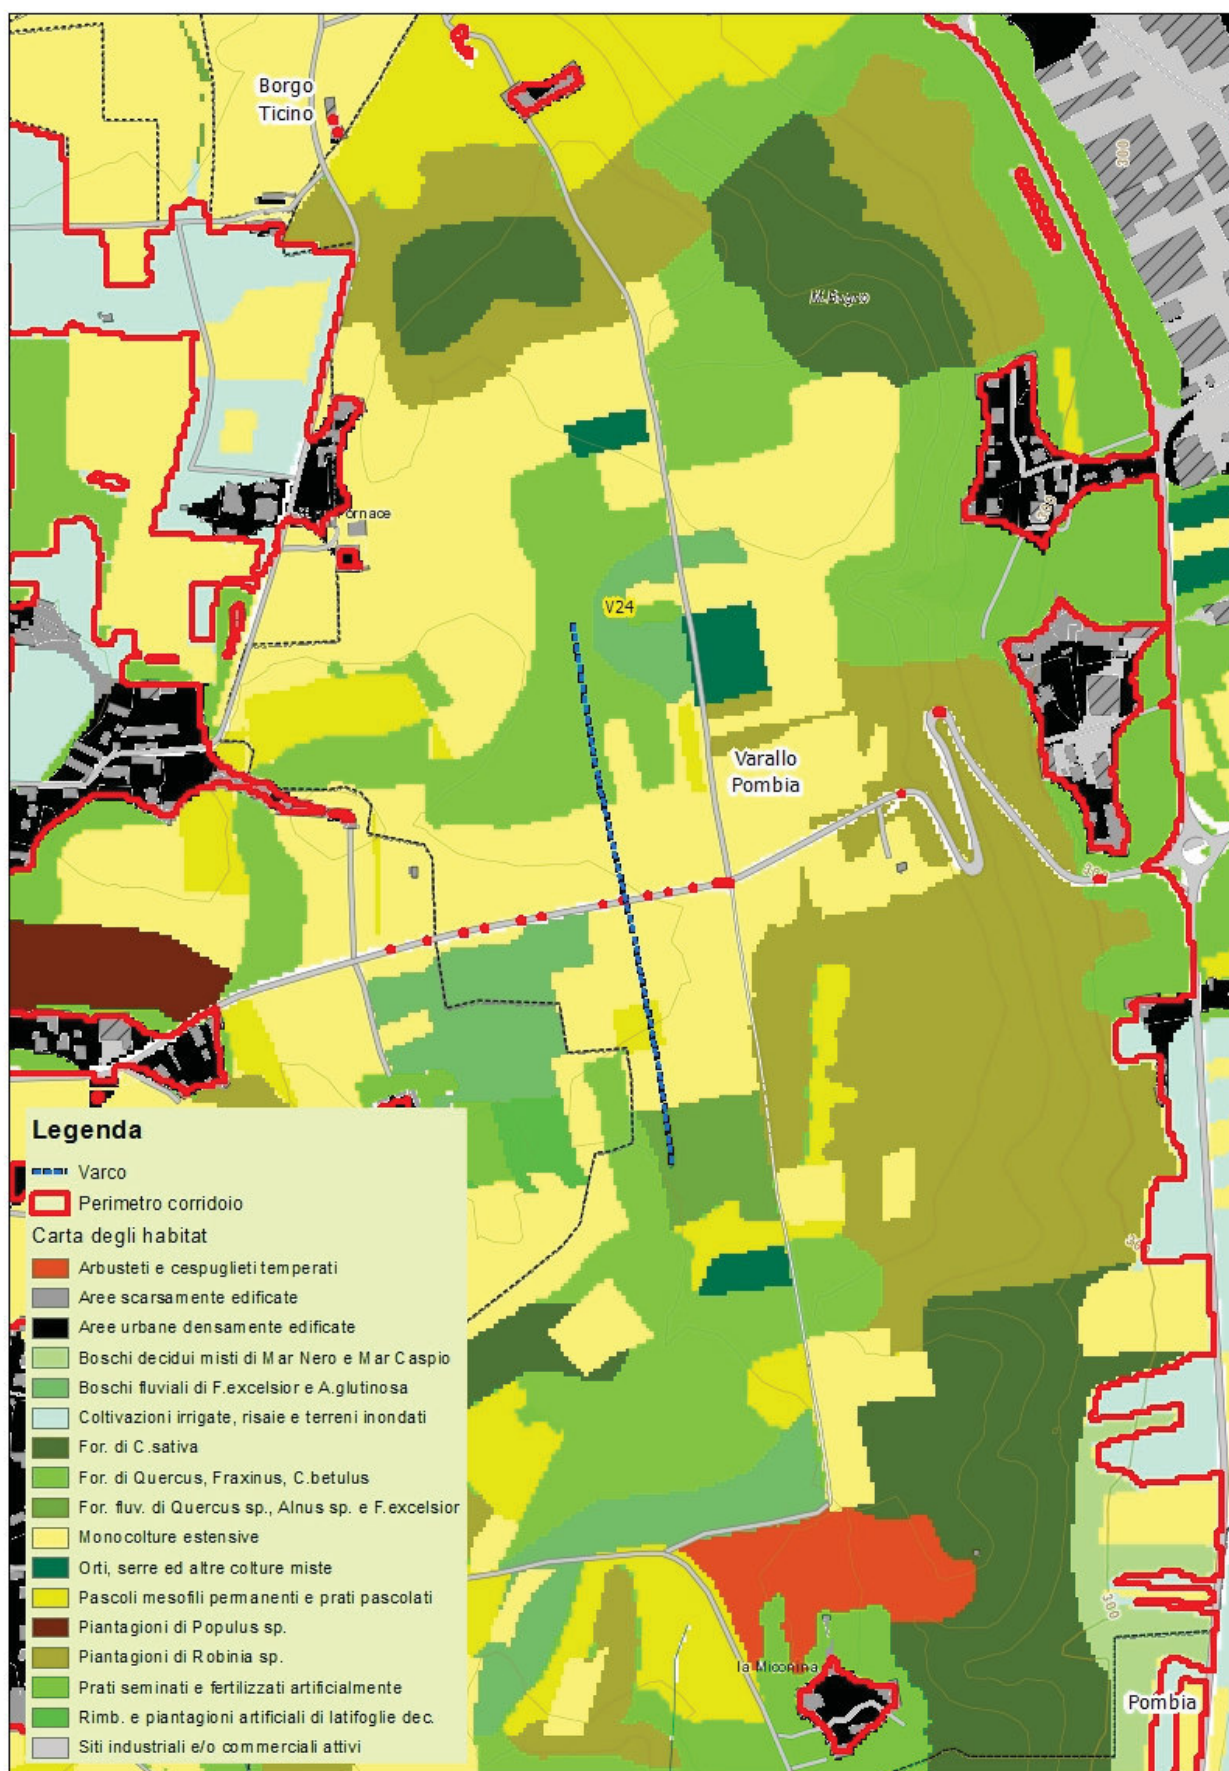 Borgo
Ticino
300
M. Bagno
Fornace
300
V24
Varallo
Pombia
Legenda
Varco
Perimetro corridoio
Carta degli habitat
Arbusteti e cespuglieti temperati
Aree scarsamente edificate
Aree urbane densamente edificate
Boschi decidui misti di Mar Nero e Mar Caspio
Boschi fluviali di F.excelsior e A.glutinosa
Coltivazioni irrigate, risaie e terreni inondati
For. di C.sativa
For. di Quercus, Fraxinus, C.betulus
For. fluv. di Quercus sp., Alnus sp. e F.excelsior
Monocolture estensive
Orti, serre ed altre colture miste
Pascoli mesofili permanenti e prati pascolati
Piantagioni di Populus sp.
Piantagioni di Robinia sp.
Prati seminati e fertilizzati artificialmente
Rimb. e piantagioni artificiali di latifoglie dec.
Siti industriali e/o commerciali attivi
300
la Miconina
Pombia